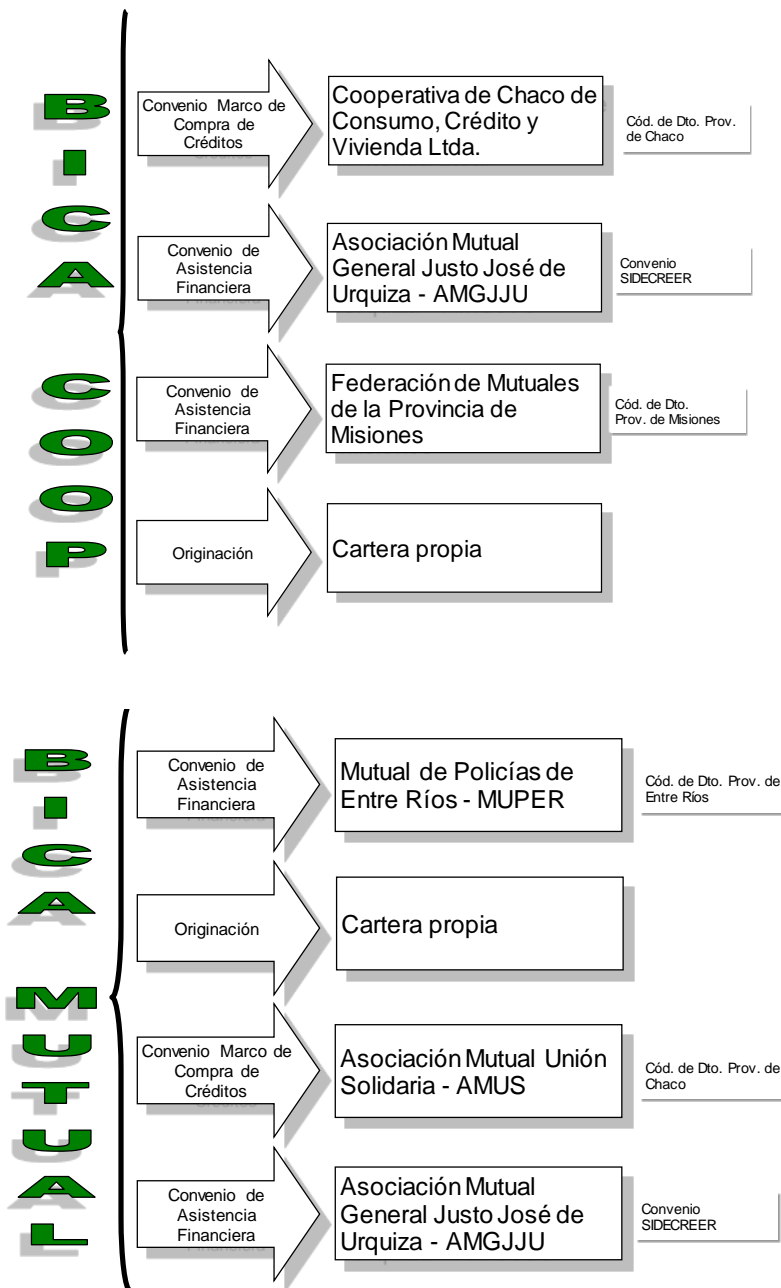 BICA COOP
Convenio Marco de
Compra de
Créditos
Cooperativa de Chaco de
Consumo, Crédito y
Vivienda Ltda.
Cód. de Dto. Prov.
de Chaco
Convenio de
Asistencia
Financiera
Asociación Mutual
General Justo José de
Urquiza - AMGJJU
Convenio
SIDECREER
Convenio de
Asistencia
Financiera
Federación de Mutuales
de la Provincia de
Misiones
Cód. de Dto.
Prov. de Misiones
Originación
Cartera propia
BICA MUTUAL
Convenio de
Asistencia
Financiera
Mutual de Policías de
Entre Ríos - MUPER
Cód. de Dto. Prov. de
Entre Ríos
Originación
Cartera propia
Convenio Marco de
Compra de
Créditos
Asociación Mutual Unión
Solidaria - AMUS
Cód. de Dto. Prov. de
Chaco
Convenio de
Asistencia
Financiera
Asociación Mutual
General Justo José de
Urquiza - AMGJJU
Convenio
SIDECREER